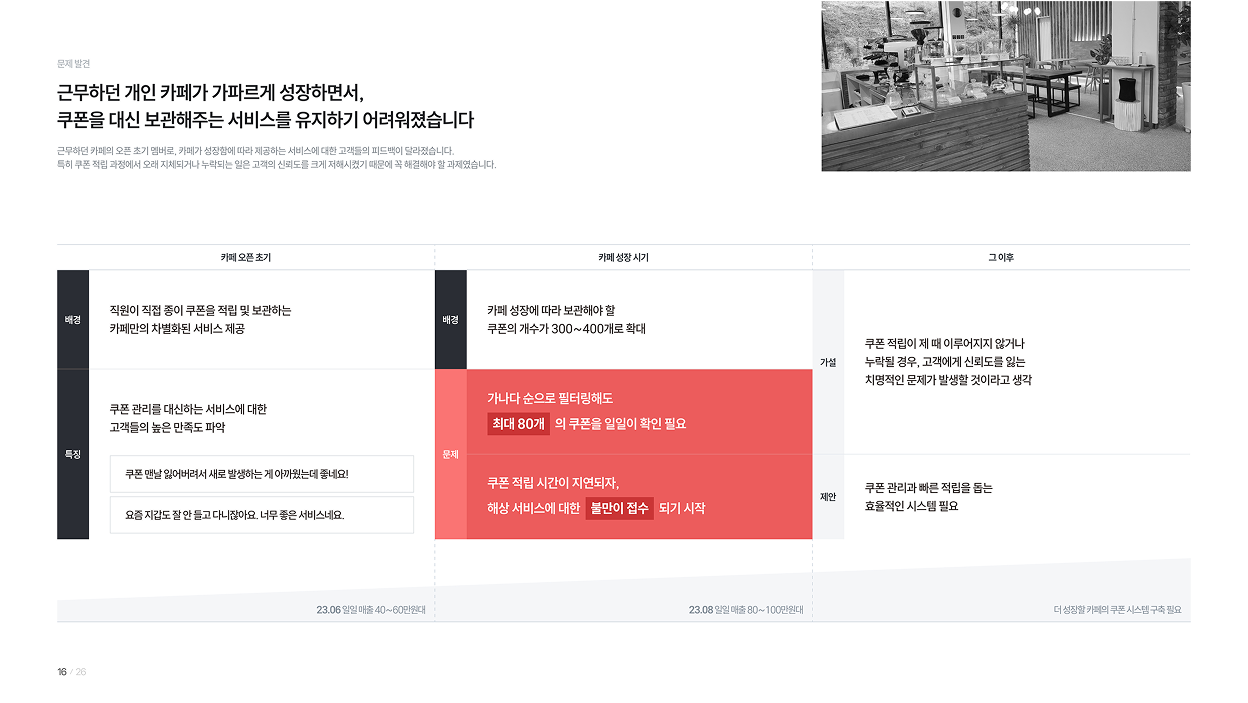 문제 발견
근무하던 개인 카페가 가파르게 성장하면서,
쿠폰을 대신 보관해주는 서비스를 유지하기 어려워졌습니다
근무하던 카페의 오픈 초기 멤버로, 카페가 성장함에 따라 제공하는 서비스에 대한 고객들의 피드백이 달라졌습니다.
특히 쿠폰 적립 과정에서 오래 지체되거나 누락되는 일은 고객의 신뢰도를 크게 저해시켰기 때문에 꼭 해결해야 할 과제였습니다.
카페 오픈 초기
배경
직원이 직접 종이 쿠폰을 적립 및 보관하는
카페만의 차별화된 서비스 제공
특징
쿠폰 관리를 대신하는 서비스에 대한
고객들의 높은 만족도 파악
쿠폰 맨날 잃어버려서 새로 발생하는 게 아까웠는데 좋네요!
요즘 지갑도 잘 안 들고 다니잖아요. 너무 좋은 서비스네요.
카페 성장 시기
배경
카페 성장에 따라 보관해야 할
쿠폰의 개수가 300~400개로 확대
문제
가나다 순으로 필터링해도
최대 80개 의 쿠폰을 일일이 확인 필요
쿠폰 적립 시간이 지연되자,
해상 서비스에 대한 불만이 접수 되기 시작
그 이후
가설
쿠폰 적립이 제 때 이루어지지 않거나
누락될 경우, 고객에게 신뢰도를 잃는
치명적인 문제가 발생할 것이라고 생각
제안
쿠폰 관리과 빠른 적립을 돕는
효율적인 시스템 필요
23.06 일일 매출 40~60만원대
23.08 일일 매출 80~100만원대
더 성장할 카페의 쿠폰 시스템 구축 필요
16 / 26